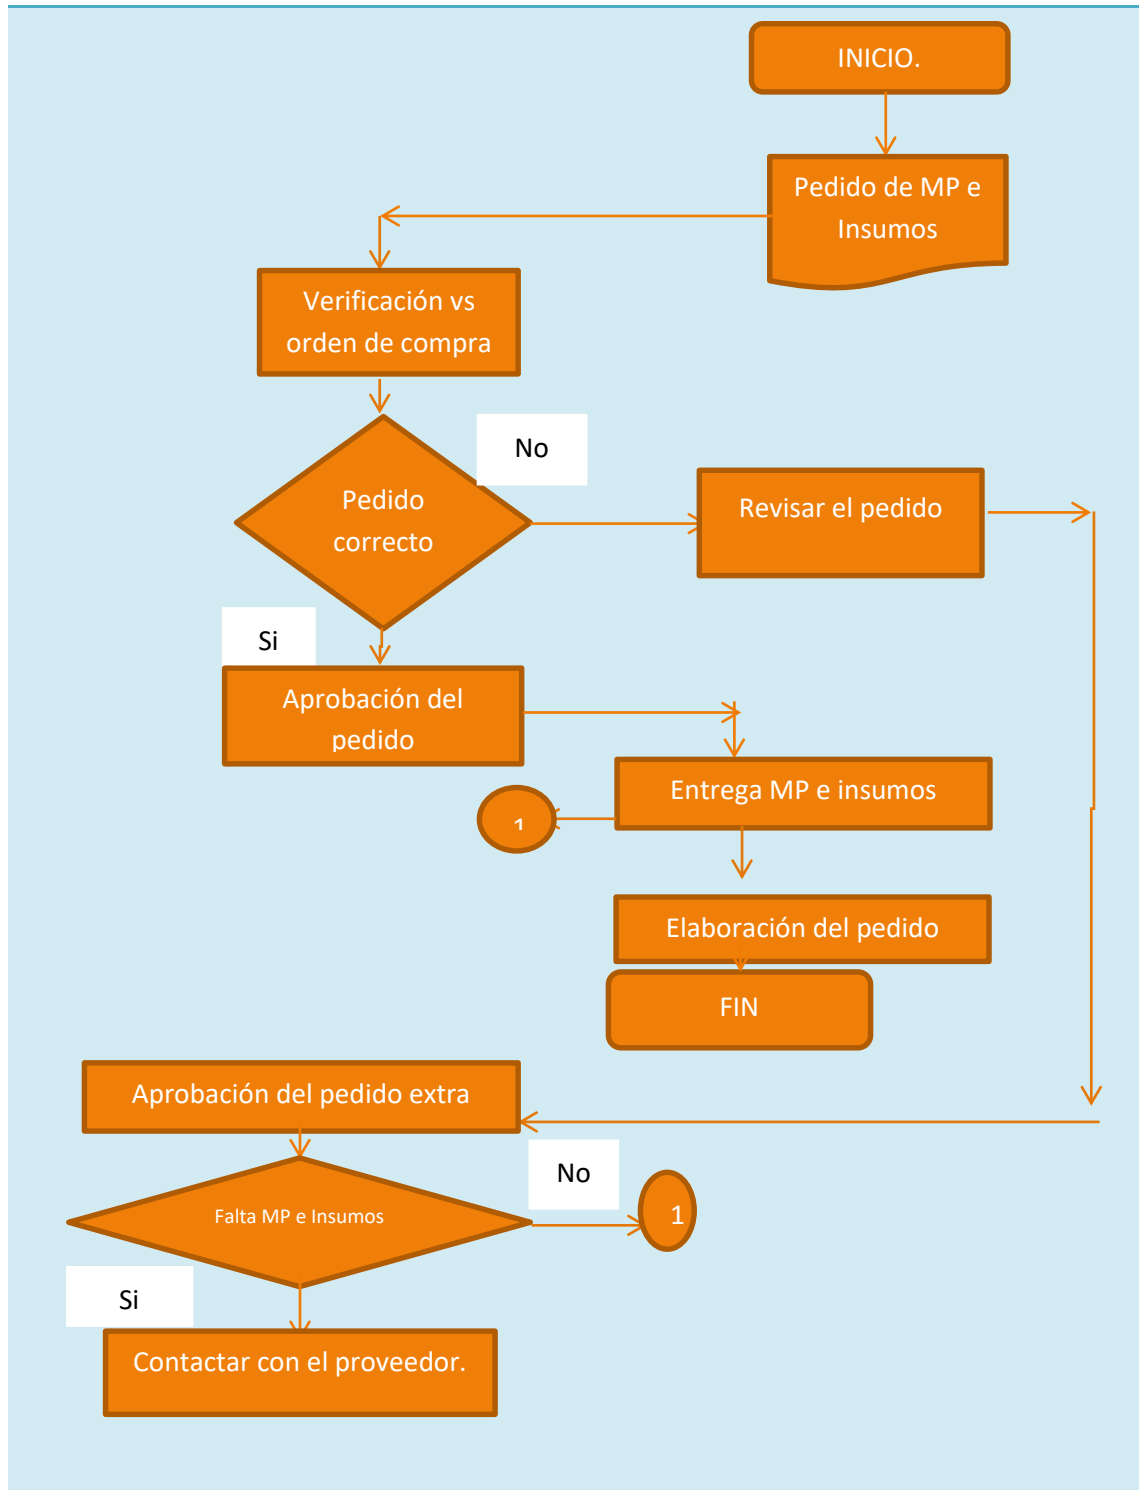 INICIO.
Pedido de MP e
Insumos
Verificación vs
orden de compra
No
Pedido
correcto
Revisar el pedido
Si
Aprobación del
pedido
Entrega MP e insumos
1
Elaboración del pedido
FIN
Aprobación del pedido extra
No
Falta MP e Insumos
1
Si
Contactar con el proveedor.